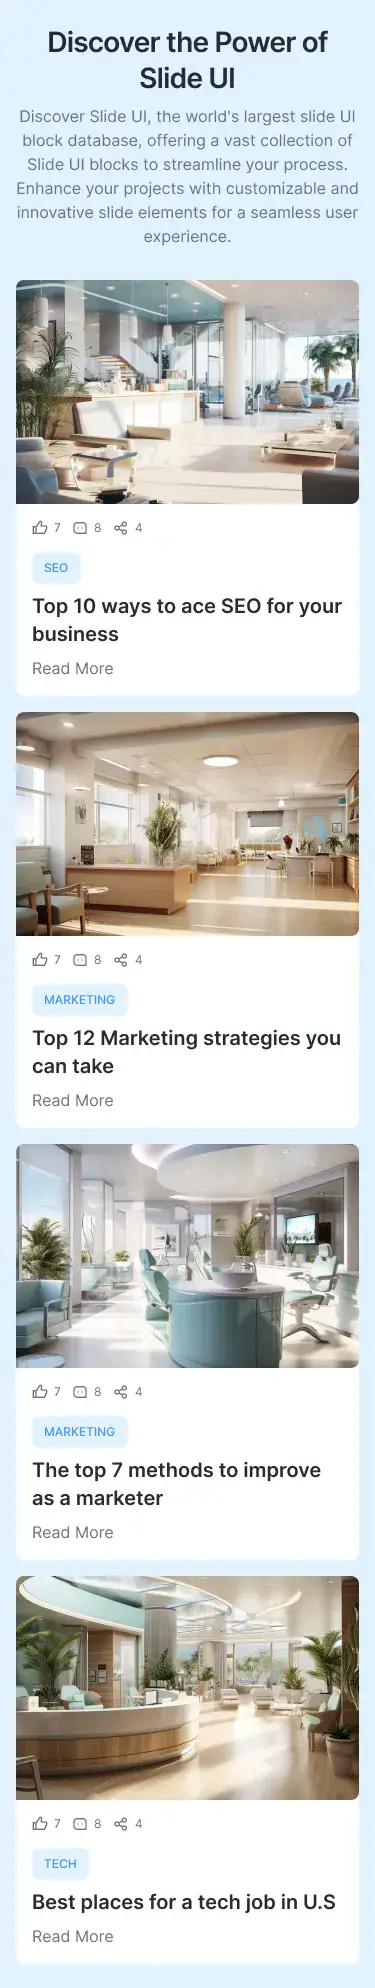 Discover the Power of
Slide UI
Discover Slide UI, the world's largest slide UI
block database, offering a vast collection of
Slide UI blocks to streamline your process.
Enhance your projects with customizable and
innovative slide elements for a seamless user
experience.
7 8 4
SEO
Top 10 ways to ace SEO for your
business
Read More
7 8 4
MARKETING
Top 12 Marketing strategies you
can take
Read More
7 8 4
MARKETING
The top 7 methods to improve
as a marketer
Read More
7 8 4
TECH
Best places for a tech job in U.S
Read More